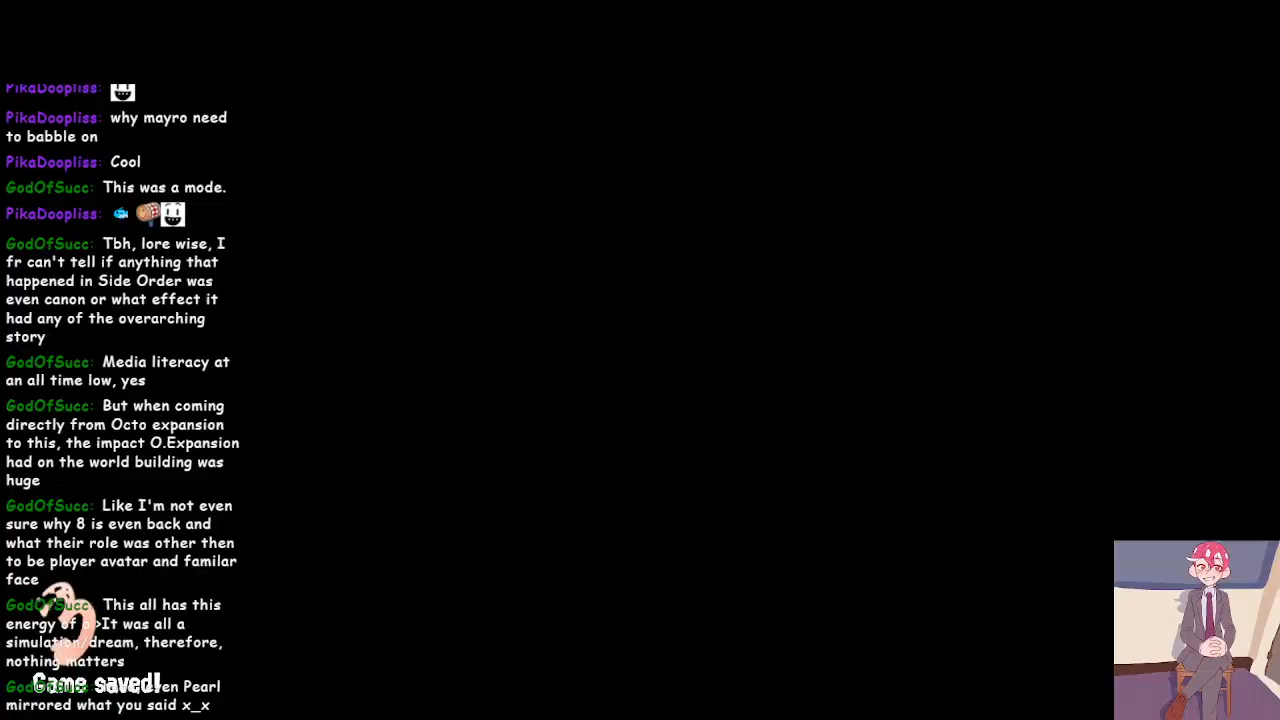 PikaDoopliss:
PikaDoopliss: why mayro need
to babble on
PikaDoopliss: Cool
GodOfSucc: This was a mode.
PikaDoopliss:
GodOfSucc: Tbh, lore wise, I
fr can't tell if anything that
happened in Side Order was
even canon or what effect it
had any of the overarching
story
GodOfSucc: Media literacy at
an all time low, yes
GodOfSucc: But when coming
directly from Octo expansion
to this, the impact O.Expansion
had on the world building was
huge
GodOfSucc: Like I'm not even
sure why 8 is even back and
what their role was other then
to be player avatar and familar
face
GodOfSucc: This all has this
energy of >It was all a
simulation/dream, therefore,
nothing matters
GodOfSucc: even Pearl
mirrored what you said x_x
Game saved!